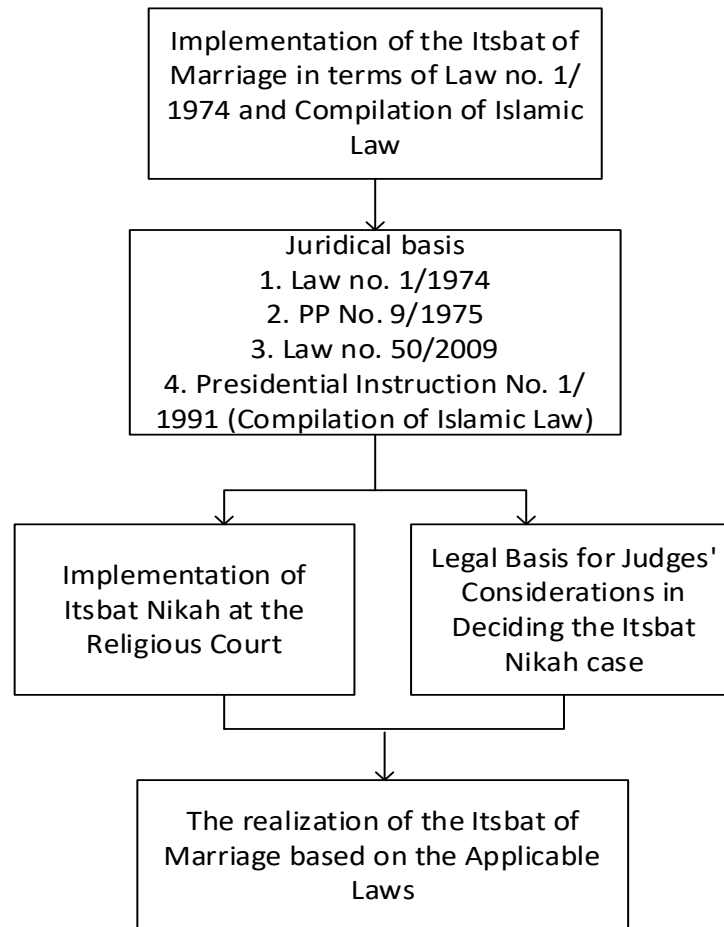 Implementation of the Itsbat of
Marriage in terms of Law no. 1/
1974 and Compilation of Islamic
Law
Juridical basis
1. Law no. 1/1974
2. PP No. 9/1975
3. Law no. 50/2009
4. Presidential Instruction No. 1/
1991 (Compilation of Islamic Law)
Implementation of
Itsbat Nikah at the
Religious Court
Legal Basis for Judges'
Considerations in
Deciding the Itsbat
Nikah case
The realization of the Itsbat of
Marriage based on the Applicable
Laws